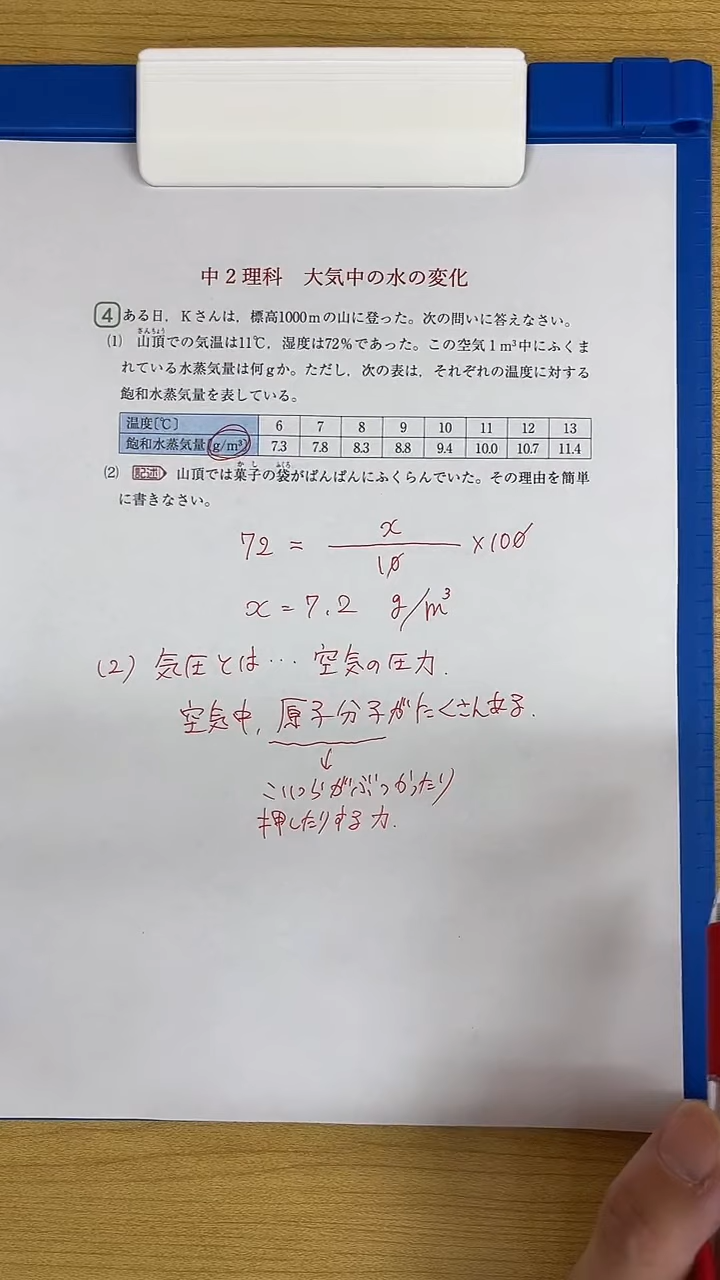 中2理科 大気中の水の変化
4 ある日，Kさんは，標高1000mの山に登った。次の問いに答えなさい。
(1) 山頂での気温は11℃，湿度は72％であった。この空気1m³中にふくま
れている水蒸気量は何gか。ただし，次の表は，それぞれの温度に対する
飽和水蒸気量を表している。
温度〔℃〕 6 7 8 9 10 11 12 13
飽和水蒸気量〔g/m³〕 7.3 7.8 8.3 8.8 9.4 10.0 10.7 11.4
(2) 記述 山頂では菓子の袋がぱんぱんにふくらんでいた。その理由を簡単
に書きなさい。
72 = x/10 ×100
x = 7.2 g/m³
(2) 気圧とは… 空気の圧力.
空気中, 原子分子がたくさんある.
↓
こいつらがぶつかったり
押したりする力.